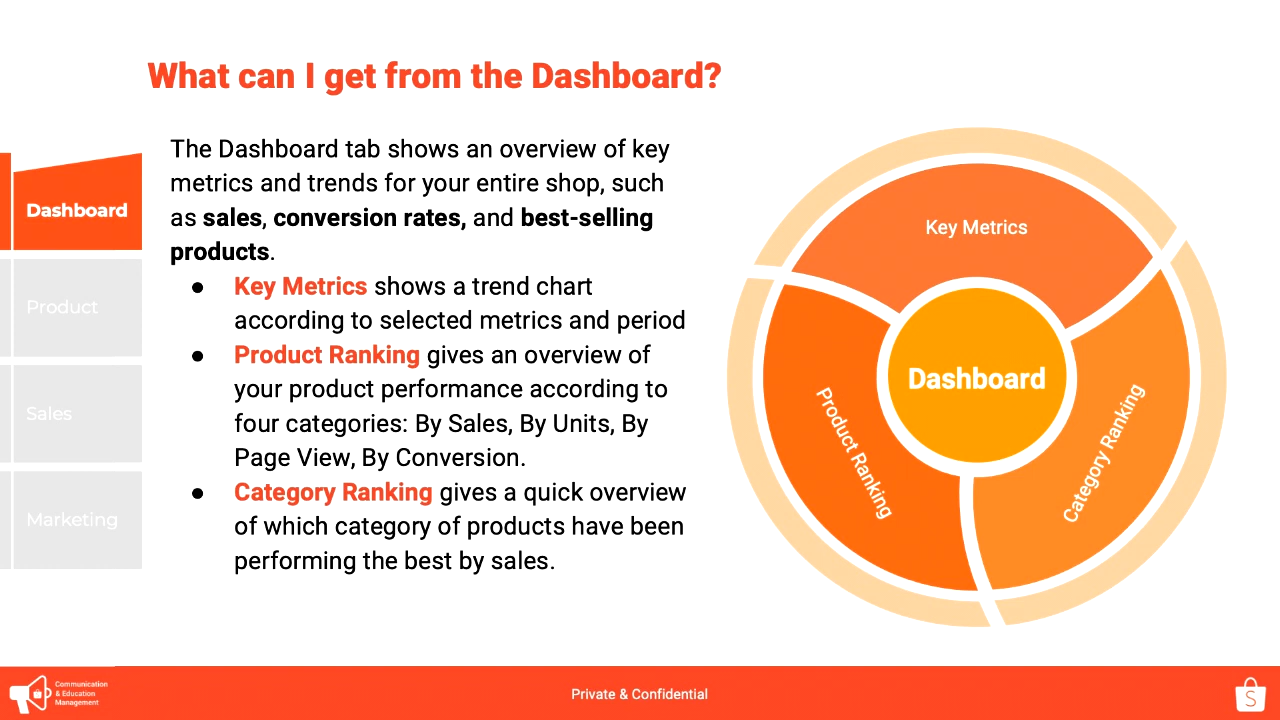 What can I get from the Dashboard?
The Dashboard tab shows an overview of key
metrics and trends for your entire shop, such
as sales, conversion rates, and best-selling
products.
● Key Metrics shows a trend chart
according to selected metrics and period
● Product Ranking gives an overview of
your product performance according to
four categories: By Sales, By Units, By
Page View, By Conversion.
● Category Ranking gives a quick overview
of which category of products have been
performing the best by sales.
Dashboard
Product
Sales
Marketing
Key Metrics
Dashboard
Product Ranking
Category Ranking
Communication
& Education
Management
Private & Confidential
S